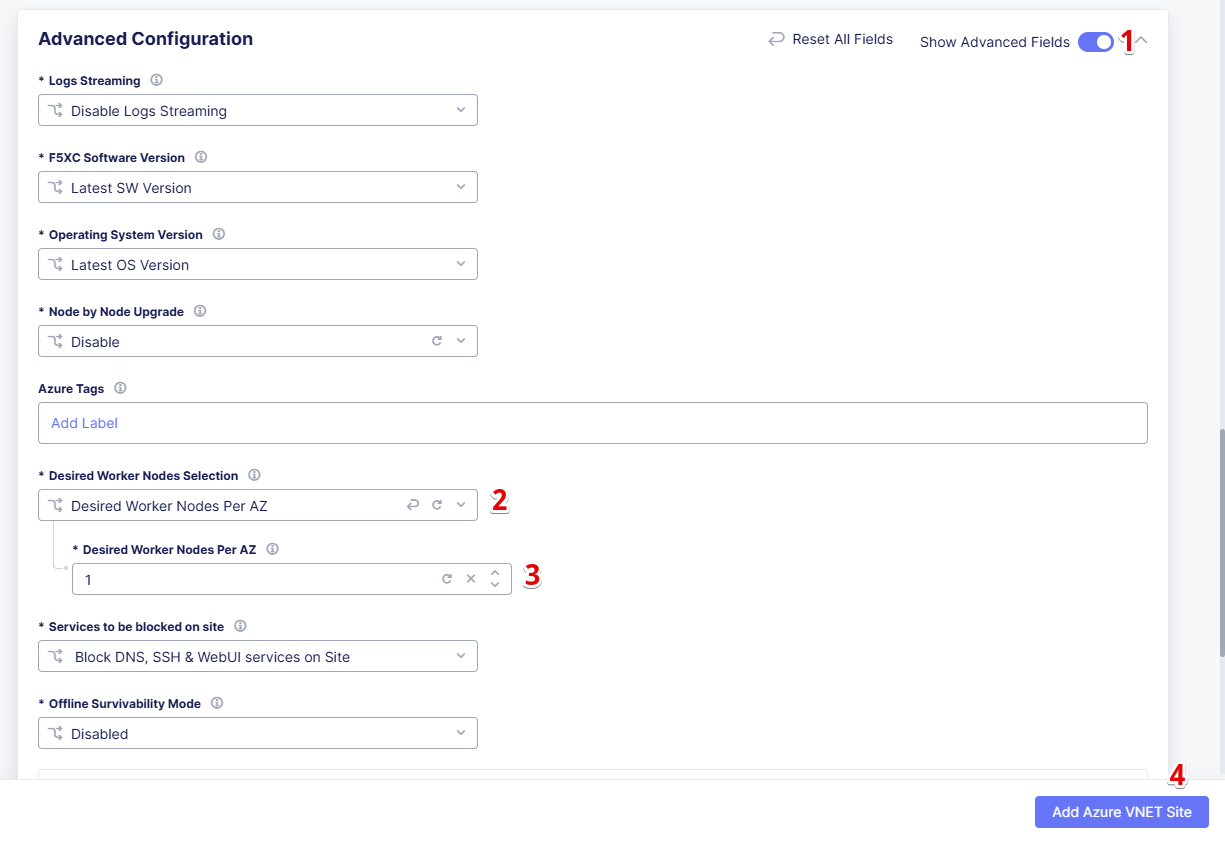 Advanced Configuration
Reset All Fields
Show Advanced Fields
1
* Logs Streaming
Disable Logs Streaming
* F5XC Software Version
Latest SW Version
* Operating System Version
Latest OS Version
* Node by Node Upgrade
Disable
Azure Tags
Add Label
* Desired Worker Nodes Selection
Desired Worker Nodes Per AZ
2
* Desired Worker Nodes Per AZ
1
3
* Services to be blocked on site
Block DNS, SSH & WebUI services on Site
* Offline Survivability Mode
Disabled
4
Add Azure VNET Site